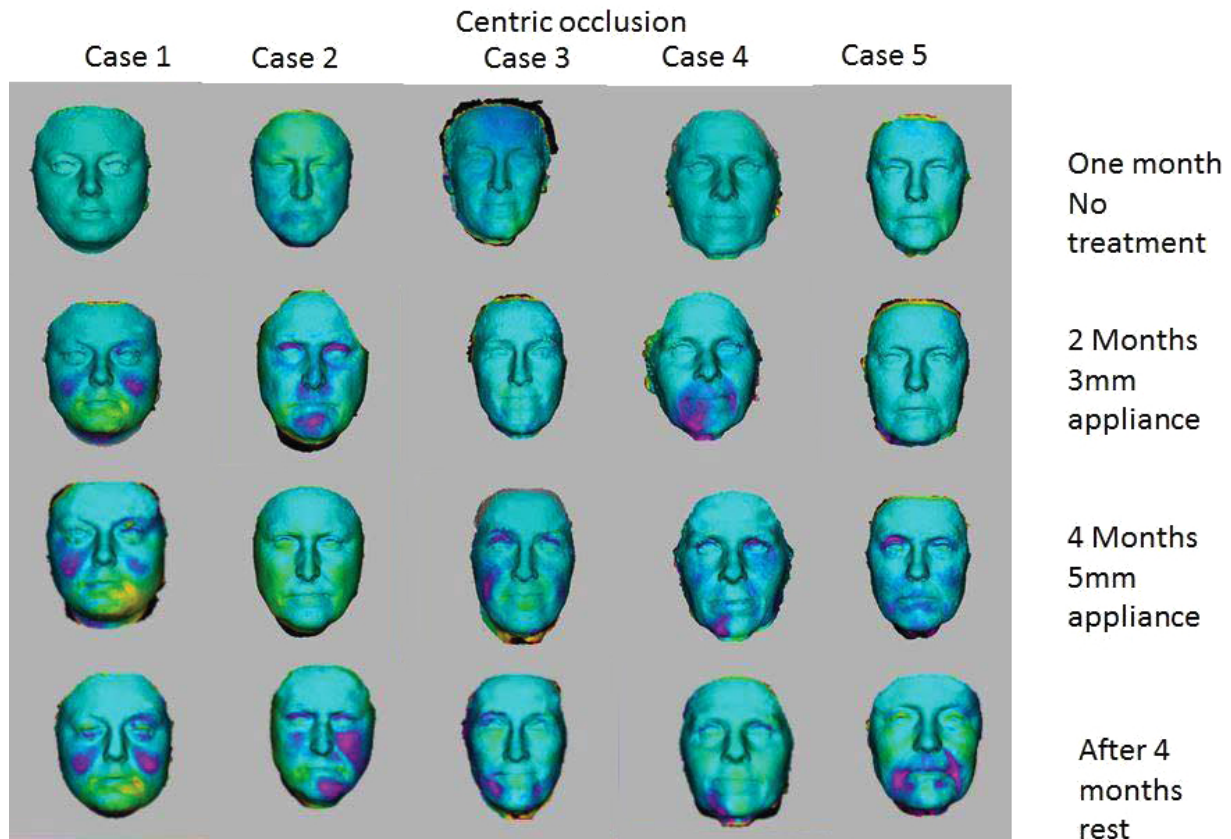 Centric occlusion
Case 1 Case 2 Case 3 Case 4 Case 5
One month
No
treatment
2 Months
3mm
appliance
4 Months
5mm
appliance
After 4
months
rest